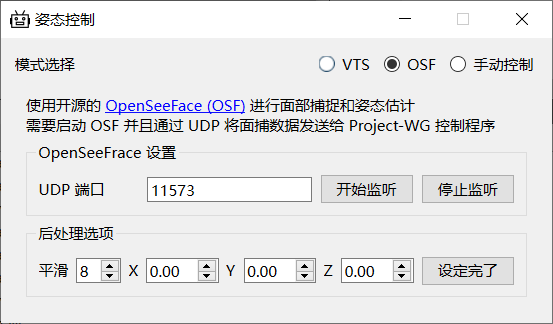 姿态控制
模式选择 VTS OSF 手动控制
使用开源的 OpenSeeFace (OSF) 进行面部捕捉和姿态估计
需要启动 OSF 并且通过 UDP 将面捕数据发送给 Project-WG 控制程序
OpenSeeFrace 设置
UDP 端口 11573 开始监听 停止监听
后处理选项
平滑 8 X 0.00 Y 0.00 Z 0.00 设定完了